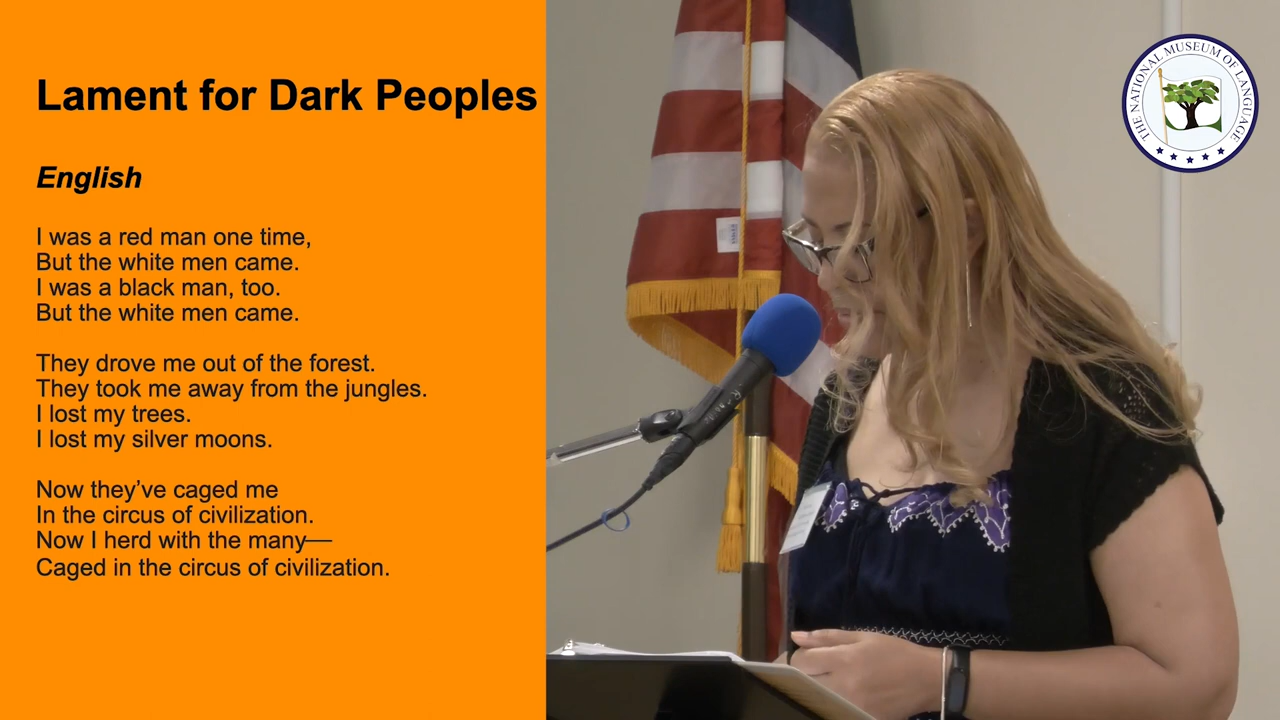 Lament for Dark Peoples
English
I was a red man one time,
But the white men came.
I was a black man, too.
But the white men came.
They drove me out of the forest.
They took me away from the jungles.
I lost my trees.
I lost my silver moons.
Now they’ve caged me
In the circus of civilization.
Now I herd with the many—
Caged in the circus of civilization.
THE NATIONAL MUSEUM OF LANGUAGE